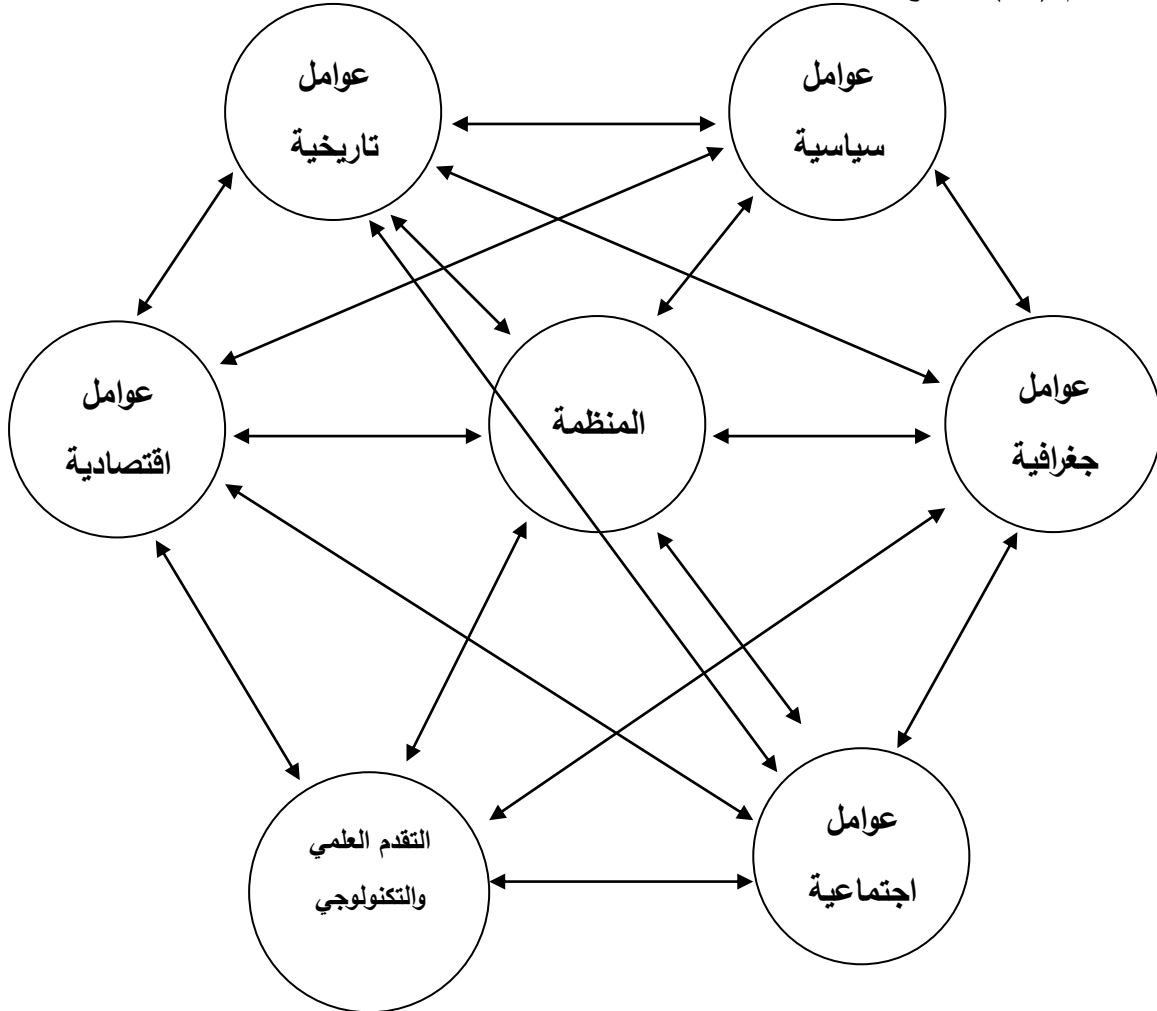 عوامل
سياسية
عوامل
تاريخية
عوامل
جغرافية
المنظمة
عوامل
اقتصادية
عوامل
اجتماعية
التقدم العلمي
والتكنولوجي